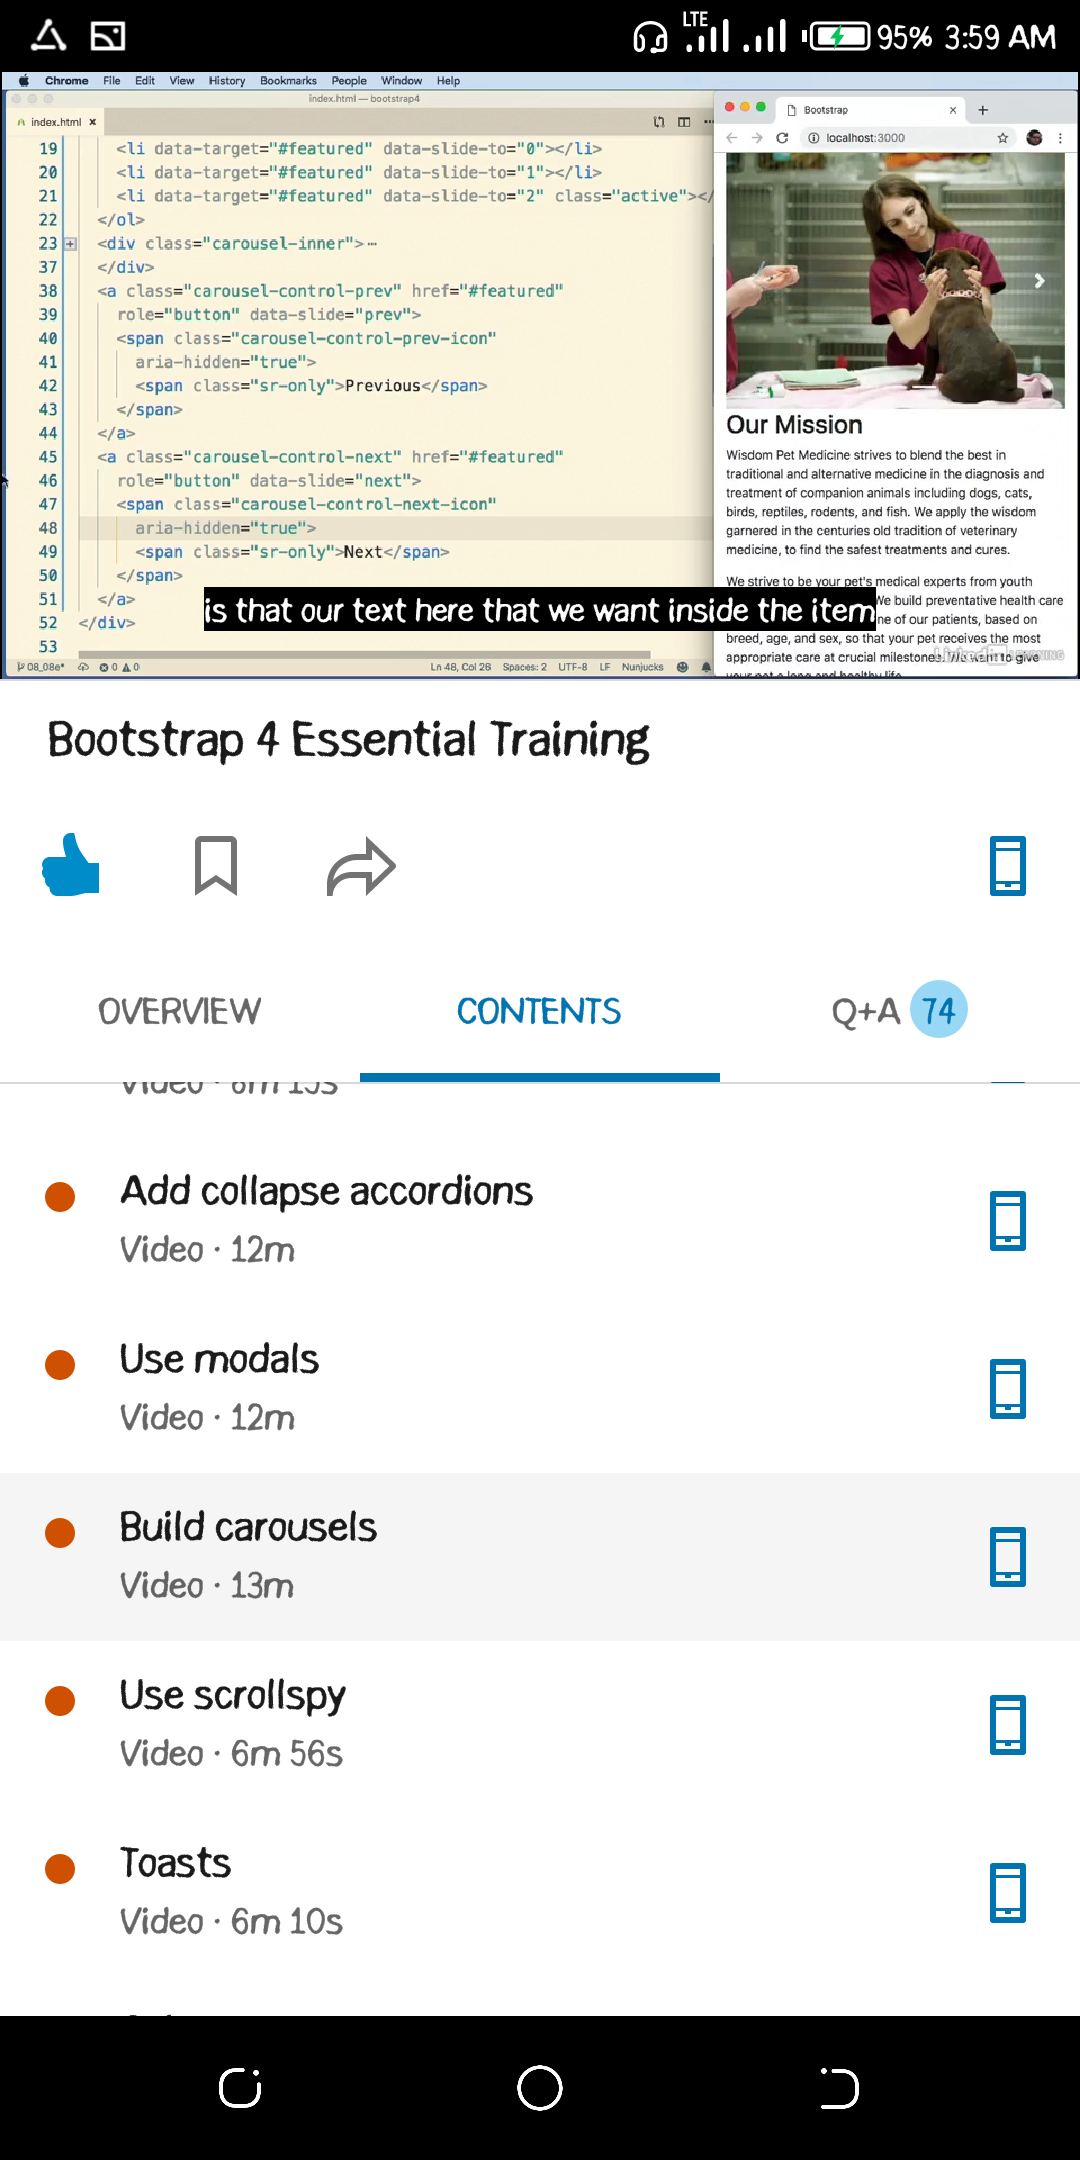 LTE
95% 3:59 AM
Chrome File Edit View History Bookmarks People Window Help
index.html — bootstrap4
index.html
19 <li data-target="#featured" data-slide-to="0"></li>
20 <li data-target="#featured" data-slide-to="1"></li>
21 <li data-target="#featured" data-slide-to="2" class="active"></
22 </ol>
23 <div class="carousel-inner">
37 </div>
38 <a class="carousel-control-prev" href="#featured"
39 role="button" data-slide="prev">
40 <span class="carousel-control-prev-icon"
41 aria-hidden="true">
42 <span class="sr-only">Previous</span>
43 </span>
44 </a>
45 <a class="carousel-control-next" href="#featured"
46 role="button" data-slide="next">
47 <span class="carousel-control-next-icon"
48 aria-hidden="true">
49 <span class="sr-only">Next</span>
50 </span>
51 </a>
52 </div>
53
08_08e* 0 0 Ln 48, Col 26 Spaces: 2 UTF-8 LF Nunjucks
Bootstrap
localhost:3000
Our Mission
Wisdom Pet Medicine strives to blend the best in
traditional and alternative medicine in the diagnosis and
treatment of companion animals including dogs, cats,
birds, reptiles, rodents, and fish. We apply the wisdom
garnered in the centuries old tradition of veterinary
medicine, to find the safest treatments and cures.
We strive to be your pet's medical experts from youth
We build preventative health care
ne of our patients, based on
breed, age, and sex, so that your pet receives the most
appropriate care at crucial milestones. We want to give
your pet a long and healthy life.
LinkedIn LEARNING
is that our text here that we want inside the item
Bootstrap 4 Essential Training
OVERVIEW CONTENTS Q+A 74
Video · 6m 15s
Add collapse accordions
Video · 12m
Use modals
Video · 12m
Build carousels
Video · 13m
Use scrollspy
Video · 6m 56s
Toasts
Video · 6m 10s